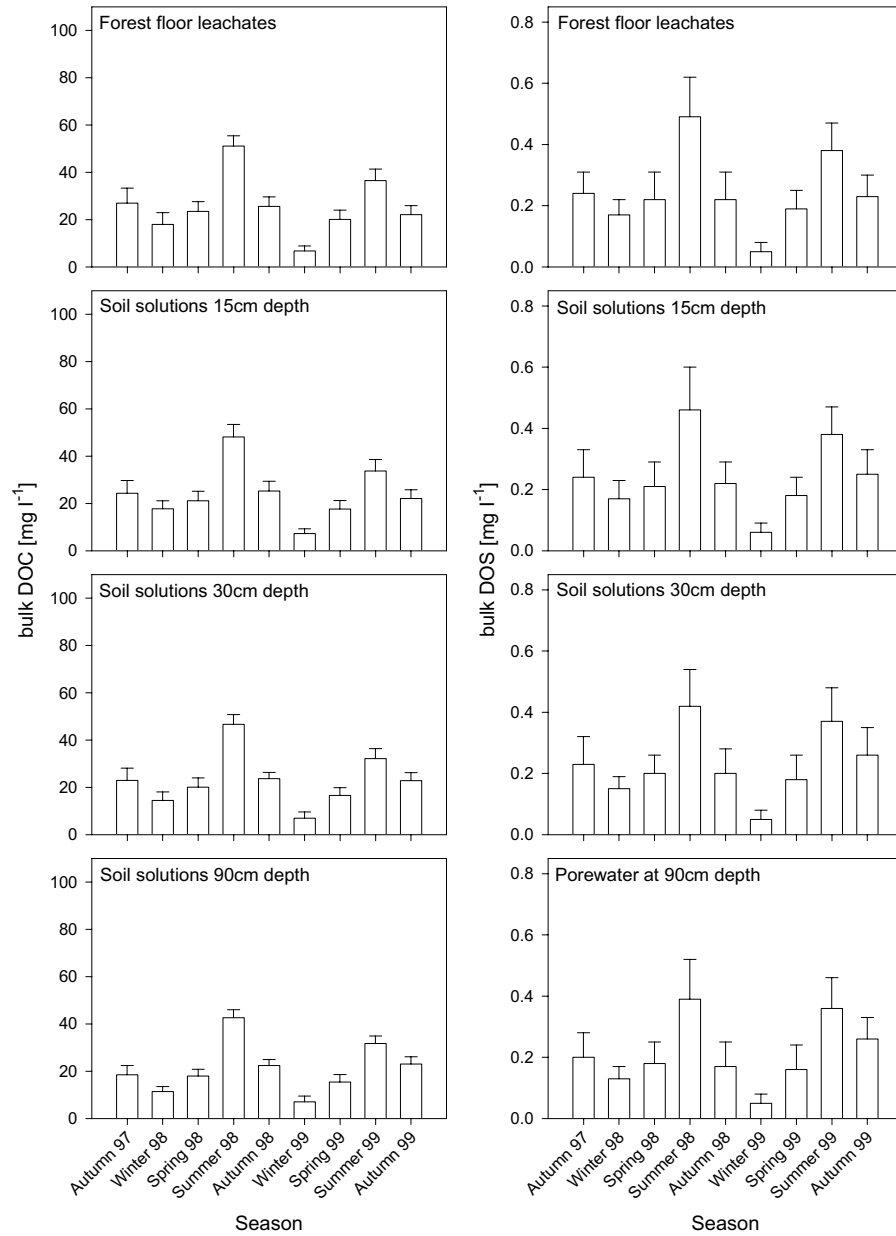 Forest floor leachates
100
80
60
40
20
0
Soil solutions 15cm depth
100
80
60
40
20
0
Soil solutions 30cm depth
100
80
60
40
20
0
Soil solutions 90cm depth
100
80
60
40
20
0
bulk DOC [mg l⁻¹]
Autumn 97
Winter 98
Spring 98
Summer 98
Autumn 98
Winter 99
Spring 99
Summer 99
Autumn 99
Season
Forest floor leachates
0.8
0.6
0.4
0.2
0.0
Soil solutions 15cm depth
0.8
0.6
0.4
0.2
0.0
Soil solutions 30cm depth
0.8
0.6
0.4
0.2
0.0
Porewater at 90cm depth
0.8
0.6
0.4
0.2
0.0
bulk DOS [mg l⁻¹]
Autumn 97
Winter 98
Spring 98
Summer 98
Autumn 98
Winter 99
Spring 99
Summer 99
Autumn 99
Season